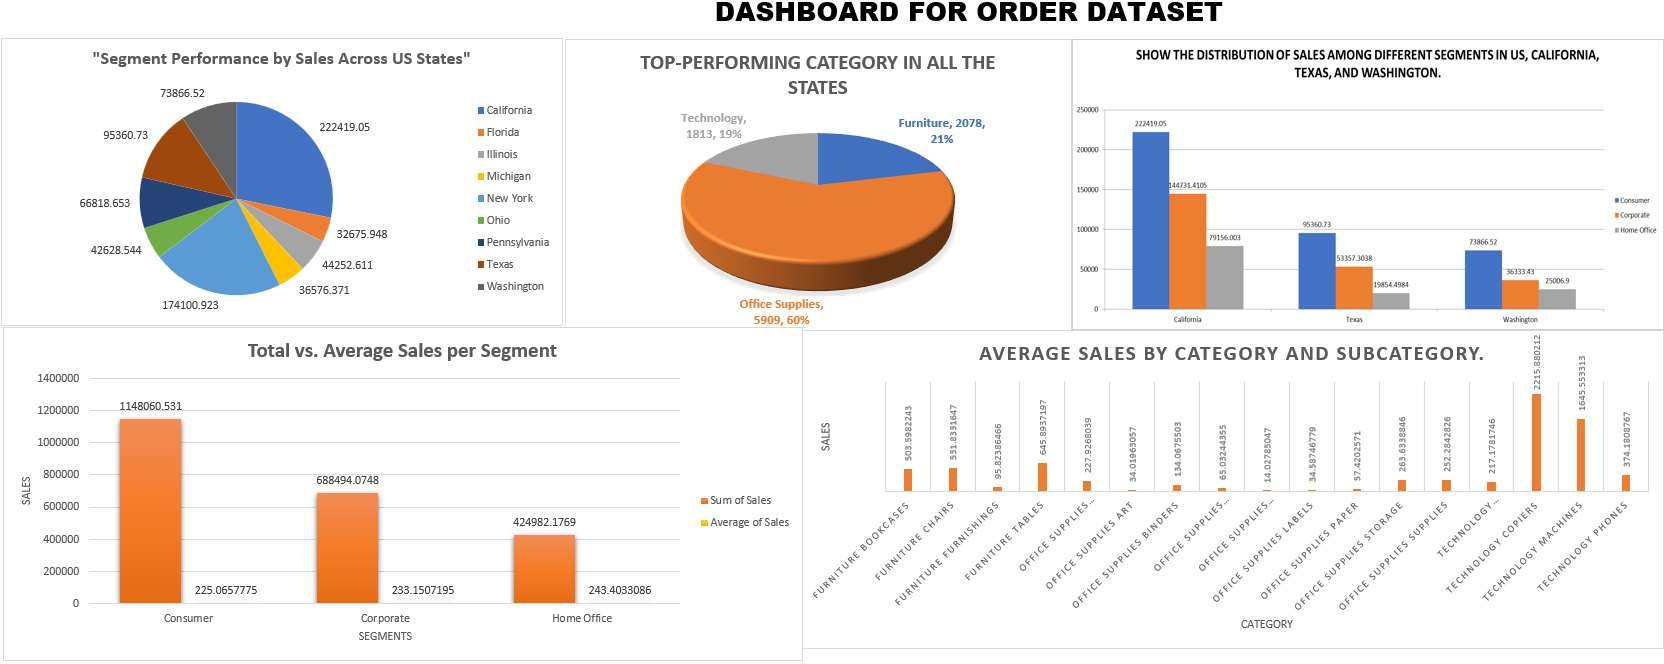 DASHBOARD FOR ORDER DATASET
"Segment Performance by Sales Across US States"
73866.52
95360.73
66818.653
42628.544
174100.923
222419.05
32675.948
44252.611
36576.371
California
Florida
Illinois
Michigan
New York
Ohio
Pennsylvania
Texas
Washington
TOP-PERFORMING CATEGORY IN ALL THE
STATES
Technology,
1813, 19%
Furniture, 2078,
21%
Office Supplies,
5909, 60%
SHOW THE DISTRIBUTION OF SALES AMONG DIFFERENT SEGMENTS IN US, CALIFORNIA,
TEXAS, AND WASHINGTON.
250000
200000
150000
100000
50000
0
222419.05
144731.4105
79156.003
95360.73
53357.3038
19854.4984
73866.52
36333.43
25006.9
California
Texas
Washington
Consumer
Corporate
Home Office
Total vs. Average Sales per Segment
SALES
1400000
1200000
1000000
800000
600000
400000
200000
0
1148060.531
225.0657775
688494.0748
233.1507195
424982.1769
243.4033086
Consumer
Corporate
Home Office
SEGMENTS
Sum of Sales
Average of Sales
AVERAGE SALES BY CATEGORY AND SUBCATEGORY.
SALES
503.5982243
531.8331647
95.82386466
645.8937197
227.9268039
34.01963057
134.0675503
65.03244355
14.02785047
34.58746779
57.4202571
263.6338846
252.2842826
217.1781746
2215.880212
1645.553313
374.1808767
FURNITURE BOOKCASES
FURNITURE CHAIRS
FURNITURE FURNISHINGS
FURNITURE TABLES
OFFICE SUPPLIES…
OFFICE SUPPLIES ART
OFFICE SUPPLIES BINDERS
OFFICE SUPPLIES…
OFFICE SUPPLIES…
OFFICE SUPPLIES LABELS
OFFICE SUPPLIES PAPER
OFFICE SUPPLIES STORAGE
OFFICE SUPPLIES SUPPLIES
TECHNOLOGY…
TECHNOLOGY COPIERS
TECHNOLOGY MACHINES
TECHNOLOGY PHONES
CATEGORY